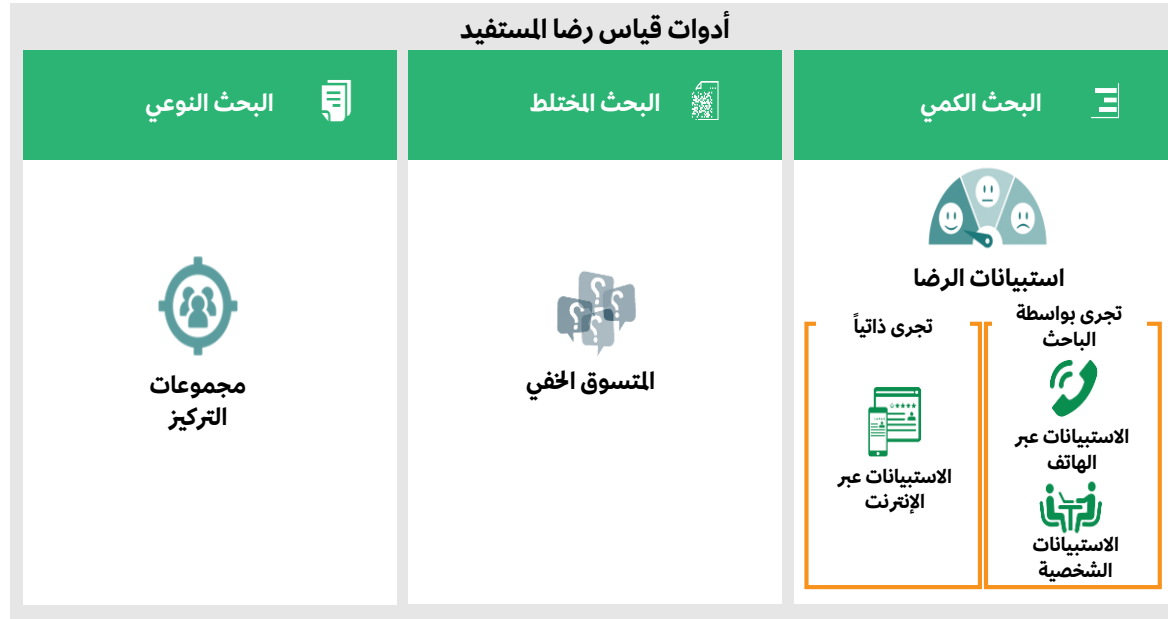 أدوات قياس رضا المستفيد
البحث الكمي
استبيانات الرضا
تجرى بواسطة
الباحث
الاستبيانات عبر
الهاتف
الاستبيانات
الشخصية
تجرى ذاتياً
الاستبيانات عبر
الإنترنت
البحث المختلط
المتسوق الخفي
البحث النوعي
مجموعات
التركيز